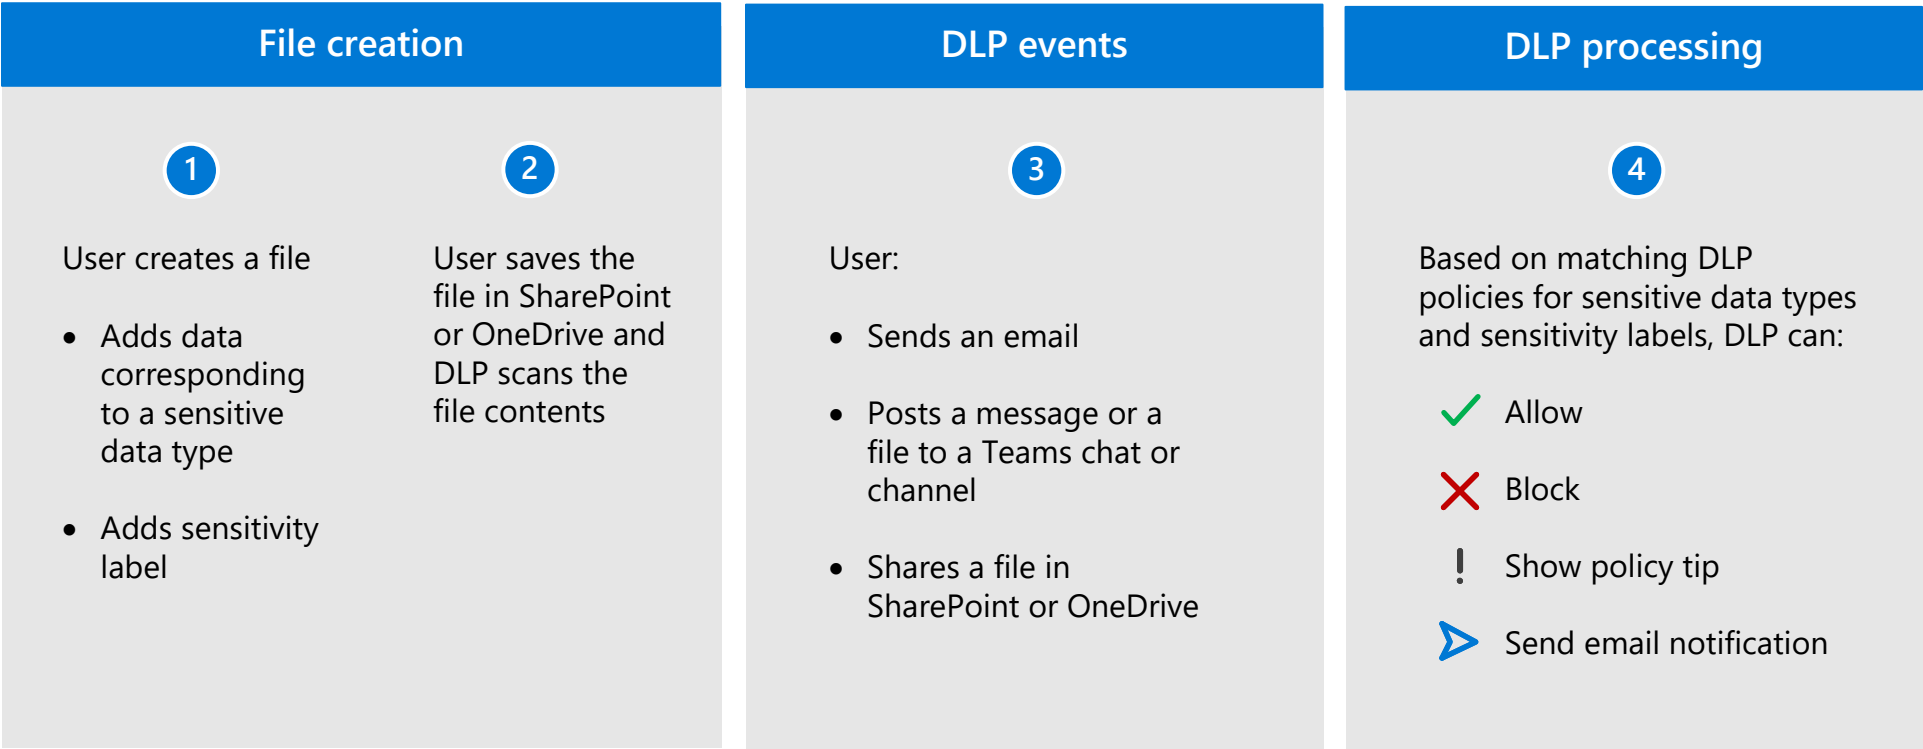 File creation
1
User creates a file
• Adds data
corresponding
to a sensitive
data type
• Adds sensitivity
label
2
User saves the
file in SharePoint
or OneDrive and
DLP scans the
file contents
DLP events
3
User:
• Sends an email
• Posts a message or a
file to a Teams chat or
channel
• Shares a file in
SharePoint or OneDrive
DLP processing
4
Based on matching DLP
policies for sensitive data types
and sensitivity labels, DLP can:
Allow
Block
Show policy tip
Send email notification